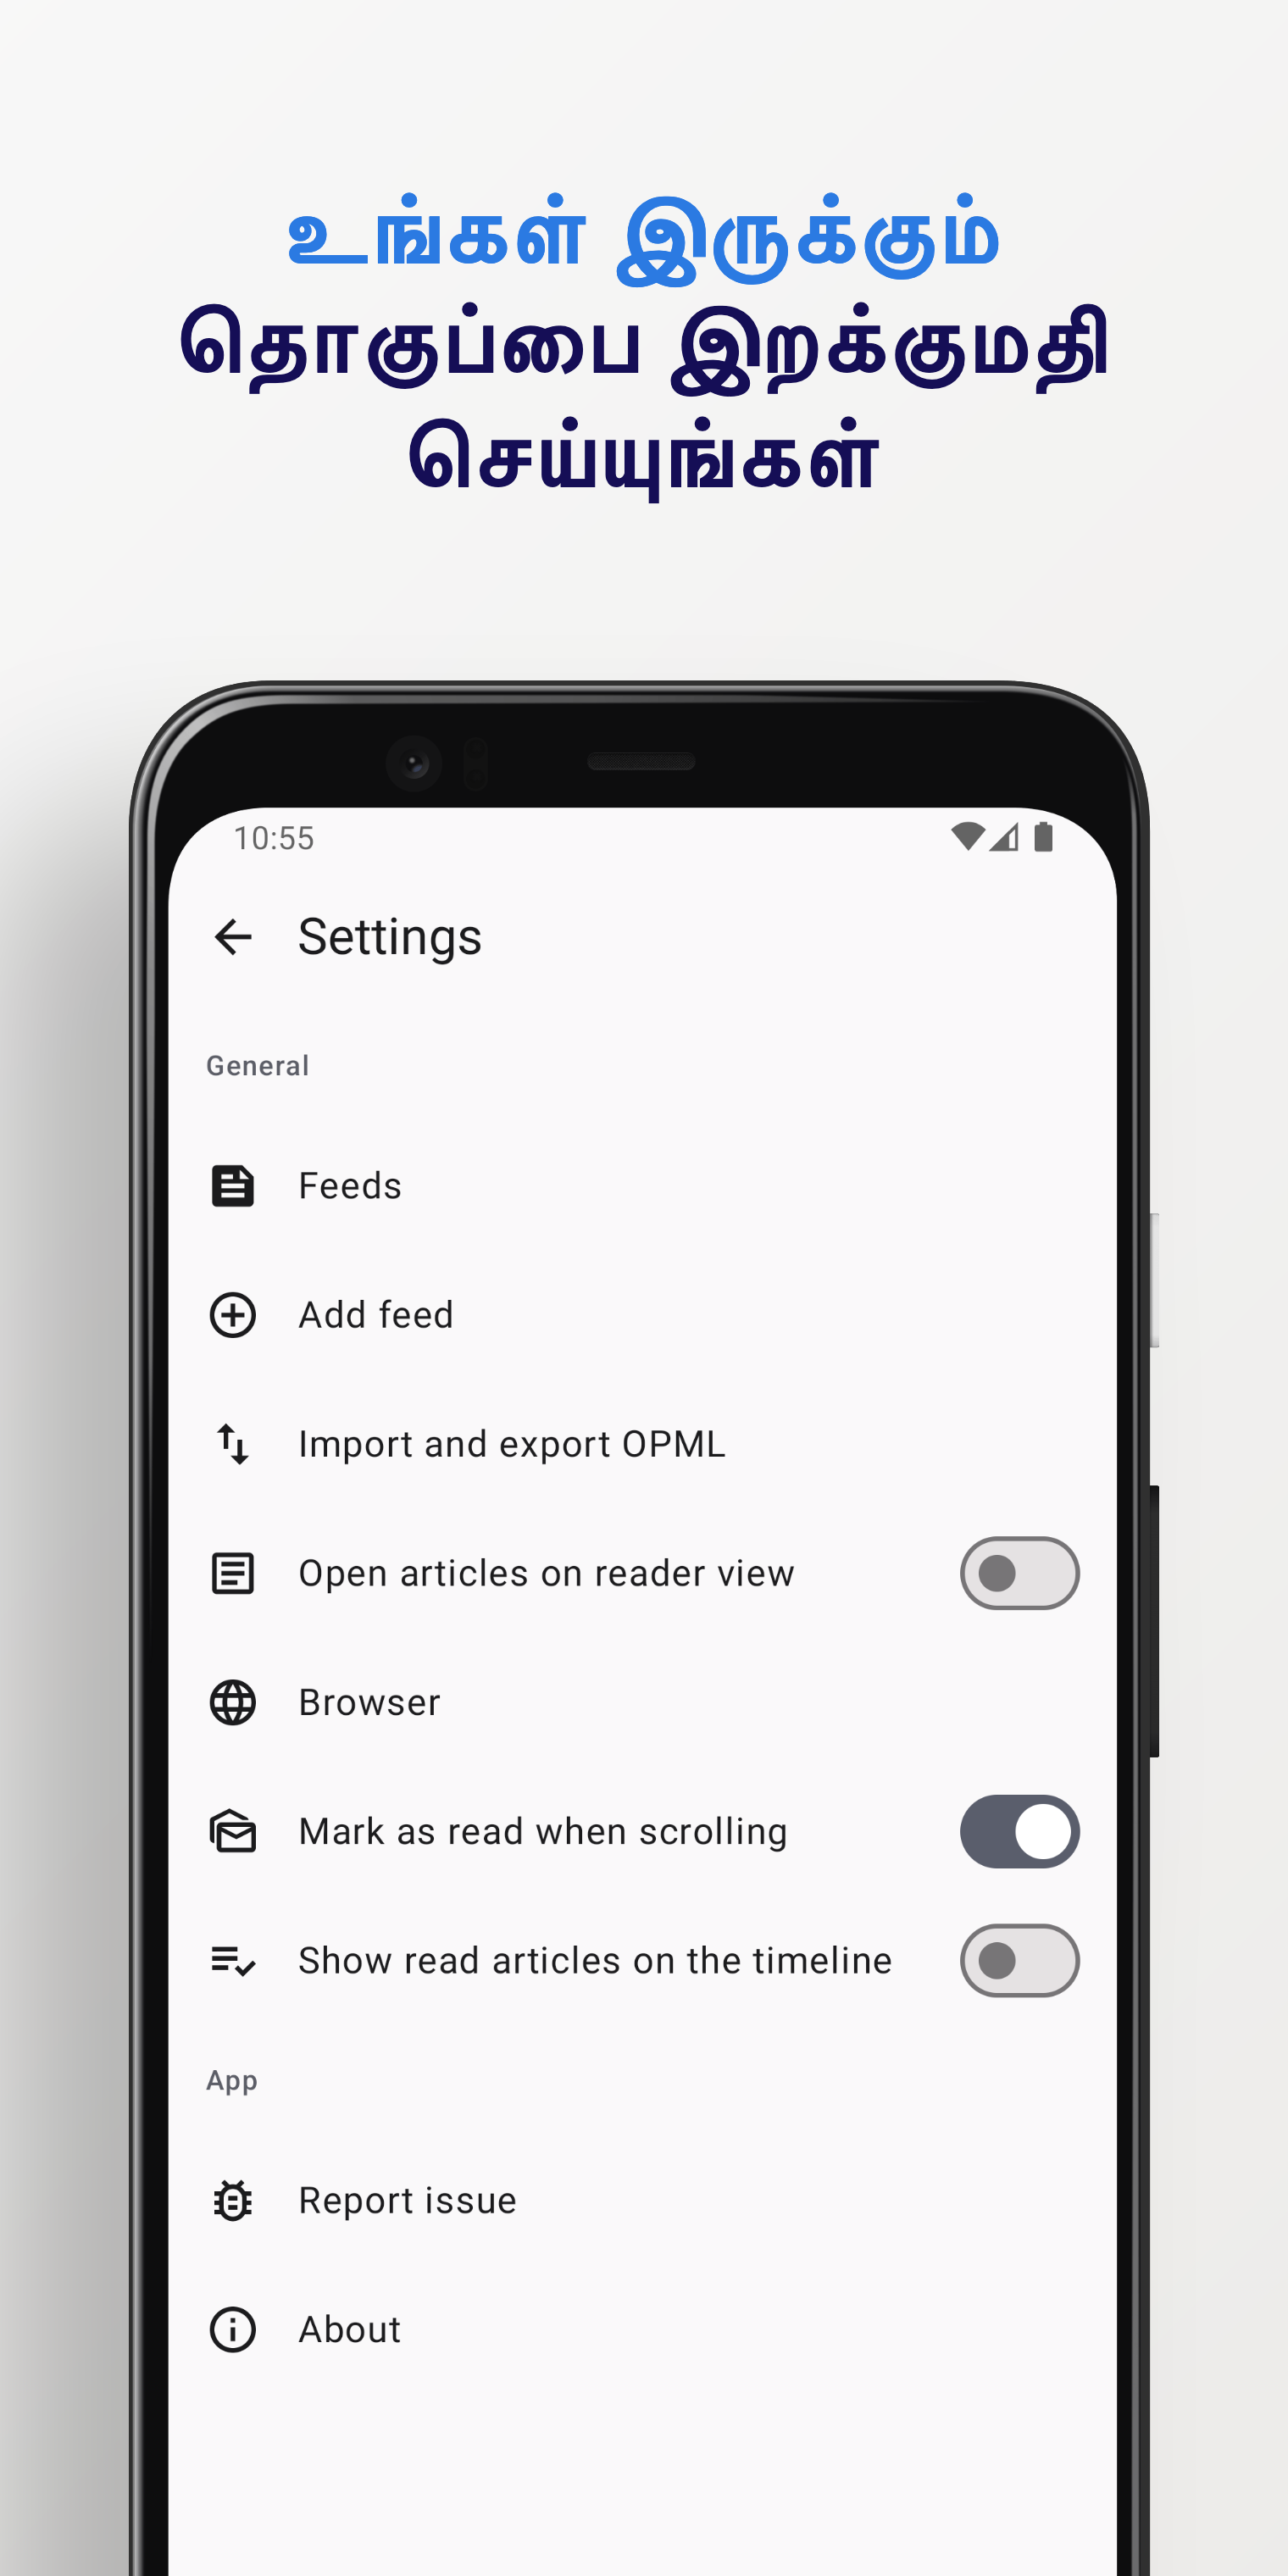 உங்கள் இருக்கும்
தொகுப்பை இறக்குமதி
செய்யுங்கள்
10:55
Settings
General
Feeds
Add feed
Import and export OPML
Open articles on reader view
Browser
Mark as read when scrolling
Show read articles on the timeline
App
Report issue
About